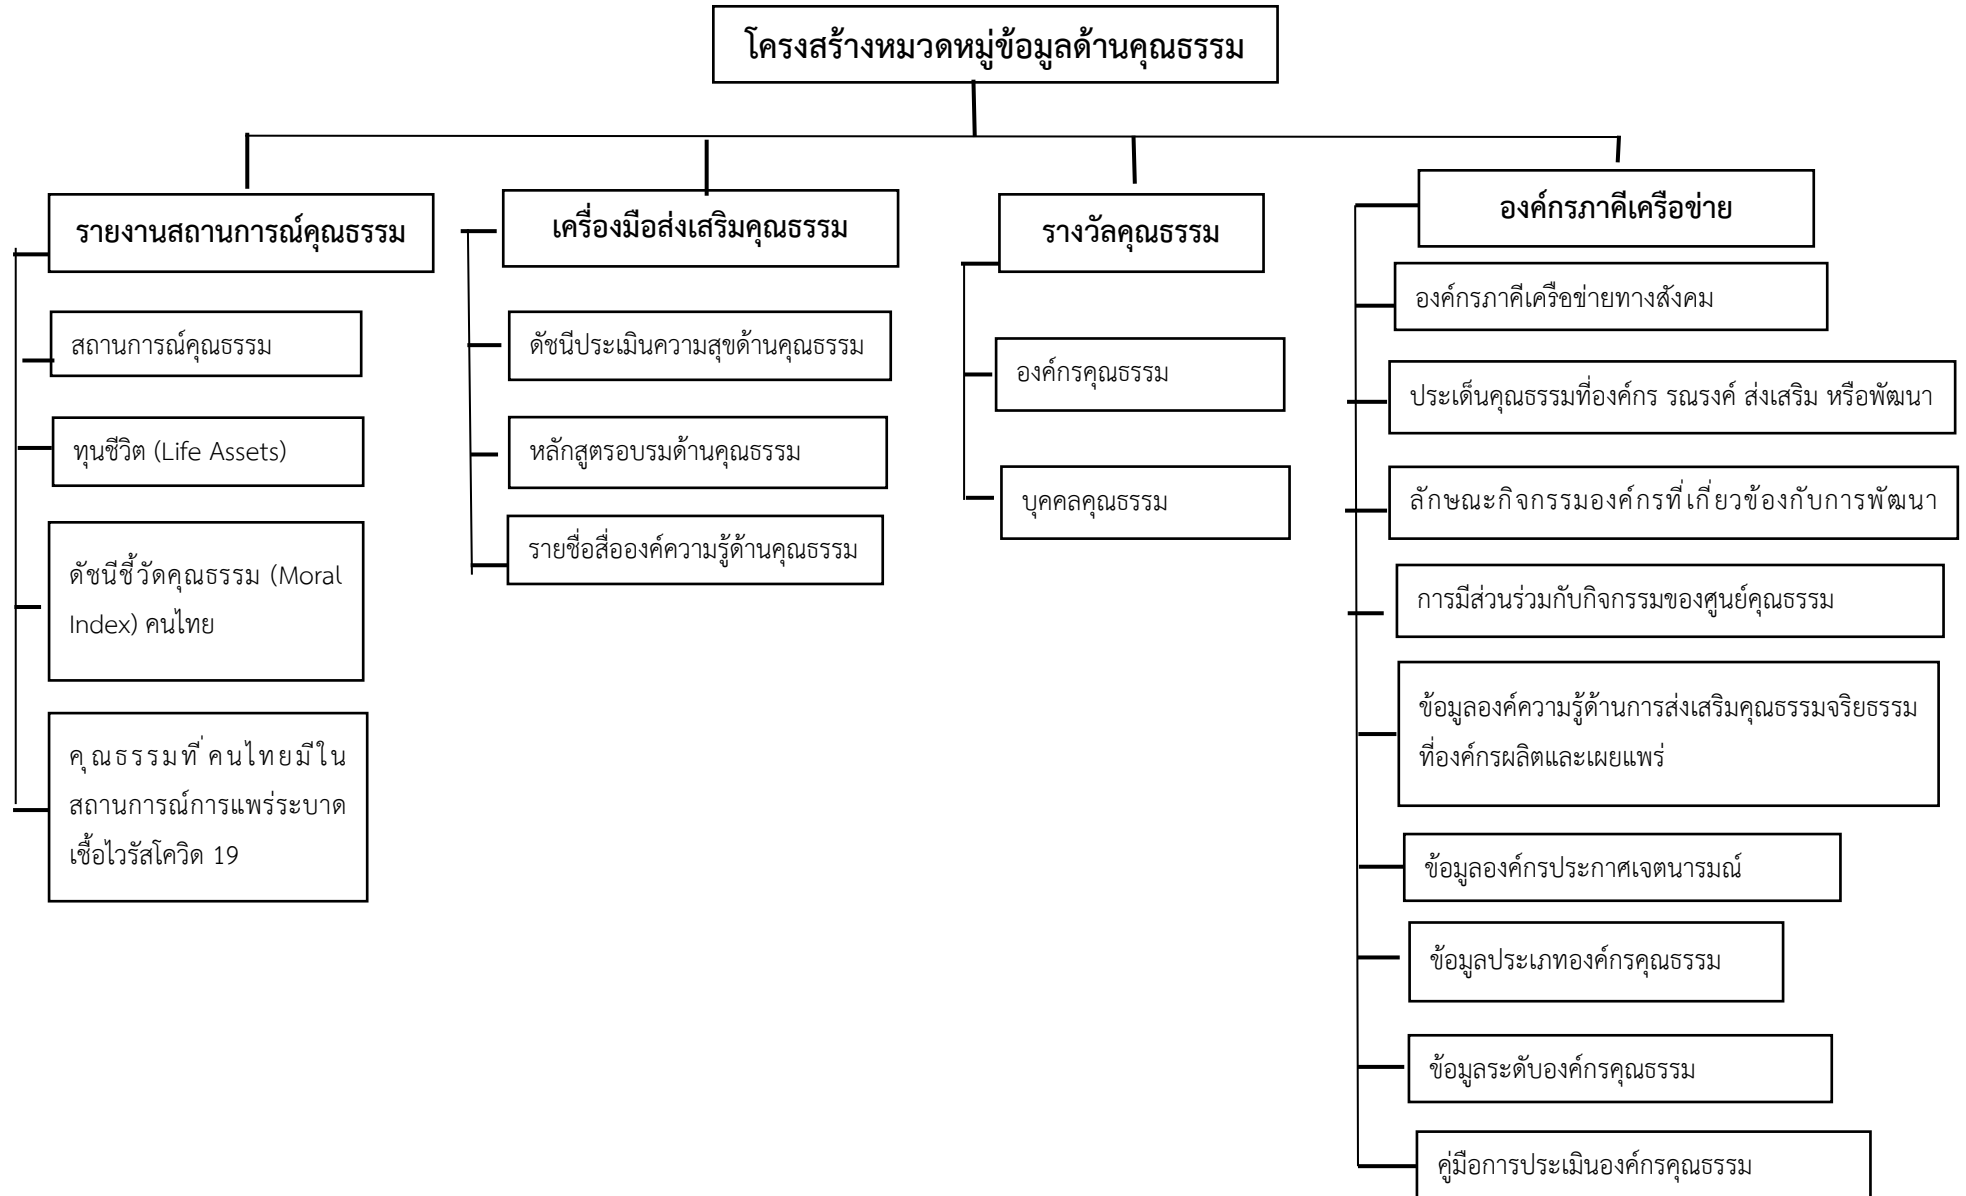 โครงสร้างหมวดหมู่ข้อมูลด้านคุณธรรม
รายงานสถานการณ์คุณธรรม
สถานการณ์คุณธรรม
ทุนชีวิต (Life Assets)
ดัชนีชี้วัดคุณธรรม (Moral
Index) คนไทย
คุณธรรมที่คนไทยมีใน
สถานการณ์การแพร่ระบาด
เชื้อไวรัสโควิด 19
เครื่องมือส่งเสริมคุณธรรม
ดัชนีประเมินความสุขด้านคุณธรรม
หลักสูตรอบรมด้านคุณธรรม
รายชื่อสื่อองค์ความรู้ด้านคุณธรรม
รางวัลคุณธรรม
องค์กรคุณธรรม
บุคคลคุณธรรม
องค์กรภาคีเครือข่าย
องค์กรภาคีเครือข่ายทางสังคม
ประเด็นคุณธรรมที่องค์กร รณรงค์ ส่งเสริม หรือพัฒนา
ลักษณะกิจกรรมองค์กรที่เกี่ยวข้องกับการพัฒนา
การมีส่วนร่วมกับกิจกรรมของศูนย์คุณธรรม
ข้อมูลองค์ความรู้ด้านการส่งเสริมคุณธรรมจริยธรรม
ที่องค์กรผลิตและเผยแพร่
ข้อมูลองค์กรประกาศเจตนารมณ์
ข้อมูลประเภทองค์กรคุณธรรม
ข้อมูลระดับองค์กรคุณธรรม
คู่มือการประเมินองค์กรคุณธรรม